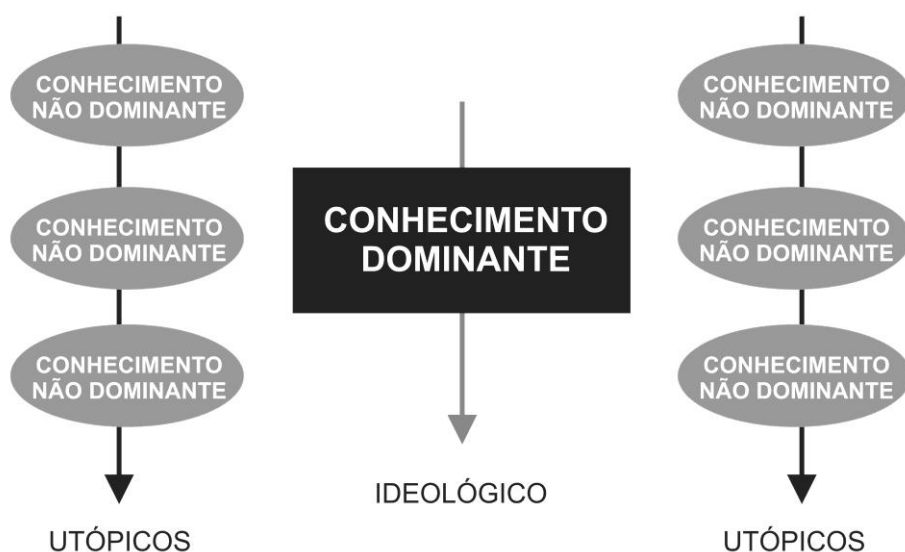 CONHECIMENTO
NÃO DOMINANTE
CONHECIMENTO
NÃO DOMINANTE
CONHECIMENTO
NÃO DOMINANTE
UTÓPICOS
CONHECIMENTO
DOMINANTE
IDEOLÓGICO
CONHECIMENTO
NÃO DOMINANTE
CONHECIMENTO
NÃO DOMINANTE
CONHECIMENTO
NÃO DOMINANTE
UTÓPICOS